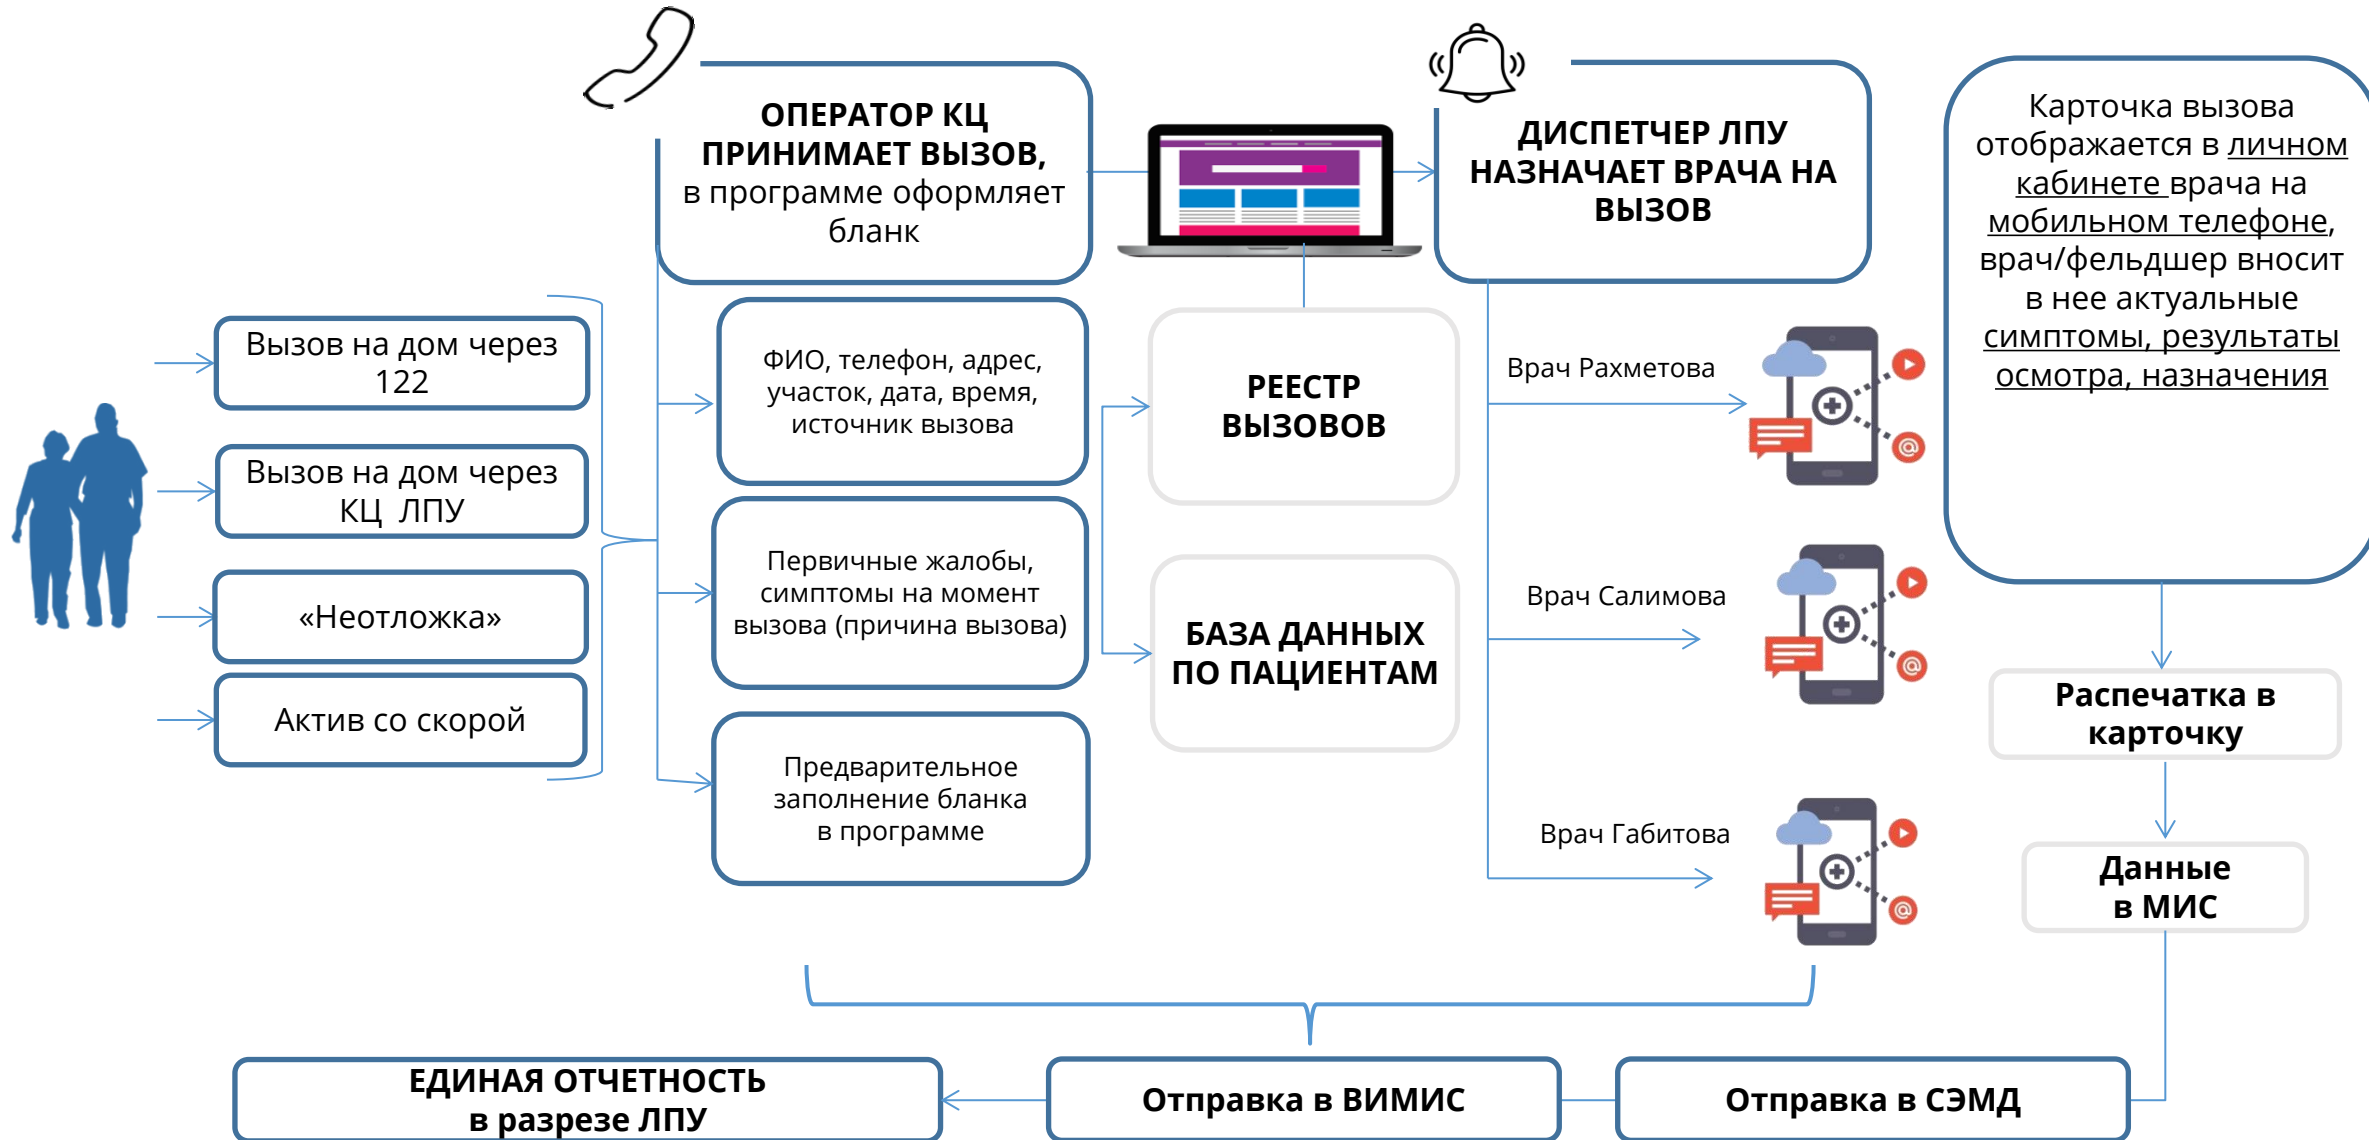 ОПЕРАТОР КЦ
ПРИНИМАЕТ ВЫЗОВ,
в программе оформляет
бланк
ДИСПЕТЧЕР ЛПУ
НАЗНАЧАЕТ ВРАЧА НА
ВЫЗОВ
Карточка вызова
отображается в личном
кабинете врача на
мобильном телефоне,
врач/фельдшер вносит
в нее актуальные
симптомы, результаты
осмотра, назначения
Вызов на дом через
122
Вызов на дом через
КЦ ЛПУ
«Неотложка»
Актив со скорой
ФИО, телефон, адрес,
участок, дата, время,
источник вызова
Первичные жалобы,
симптомы на момент
вызова (причина вызова)
Предварительное
заполнение бланка
в программе
РЕЕСТР
ВЫЗОВОВ
БАЗА ДАННЫХ
ПО ПАЦИЕНТАМ
Врач Рахметова
Врач Салимова
Врач Габитова
Распечатка в
карточку
Данные
в МИС
ЕДИНАЯ ОТЧЕТНОСТЬ
в разрезе ЛПУ
Отправка в ВИМИС
Отправка в СЭМД